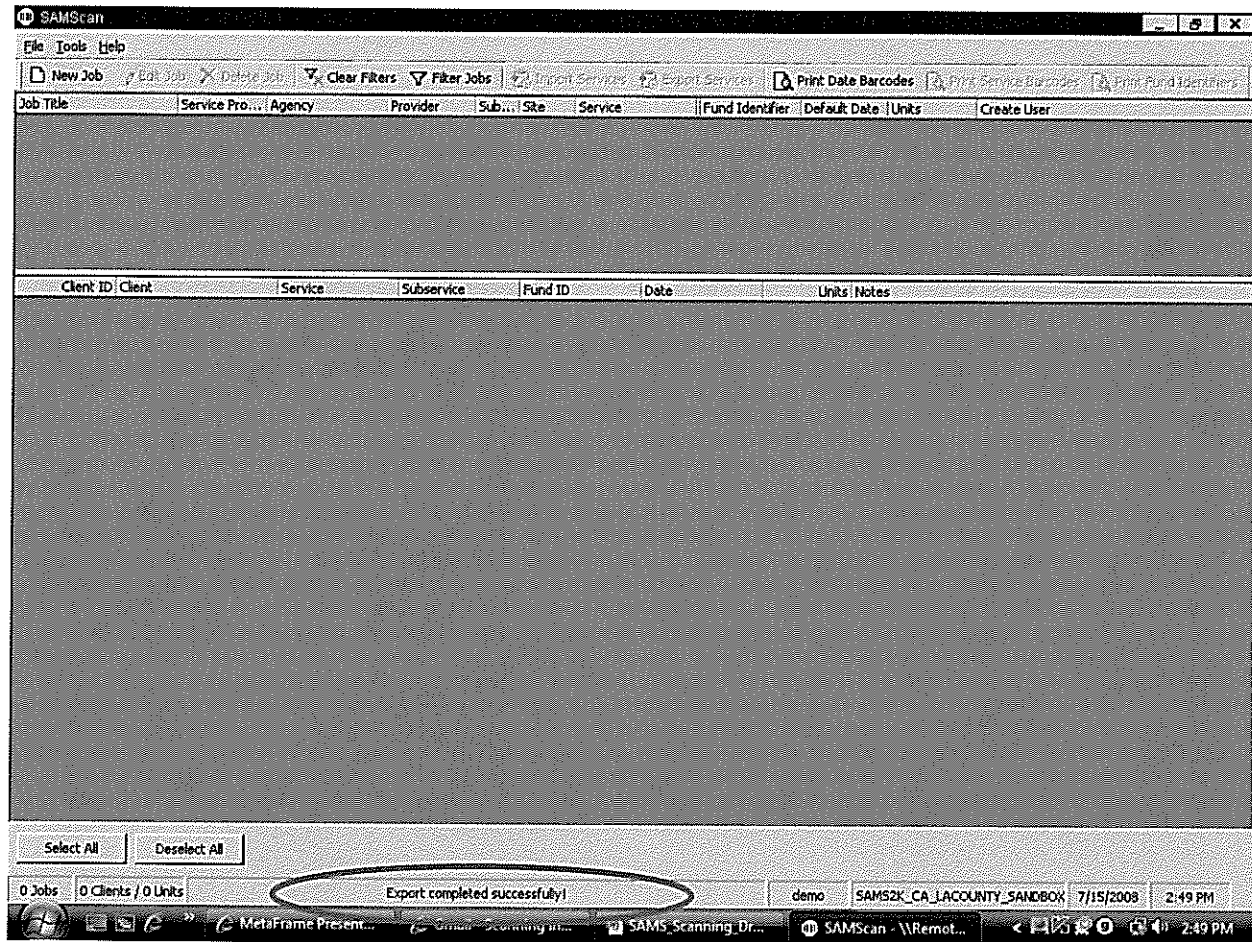 SAMScan
File Tools Help
New Job Edit Job Delete Job Clear Filters Filter Jobs Import Services Export Services Print Date Barcodes Print Service Barcodes Print Fund Identifiers
Job Title Service Pro... Agency Provider Sub... Site Service Fund Identifier Default Date Units Create User
Client ID Client Service Subservice Fund ID Date Units Notes
Select All Deselect All
0 Jobs 0 Clients / 0 Units Export completed successfully! demo SAMS2K_CA_LACOUNTY_SANDBOX 7/15/2008 2:49 PM
MetaFrame Present... Gmail - Scanning in... SAMS_Scanning_Dr... SAMScan - \\Remot... 2:49 PM